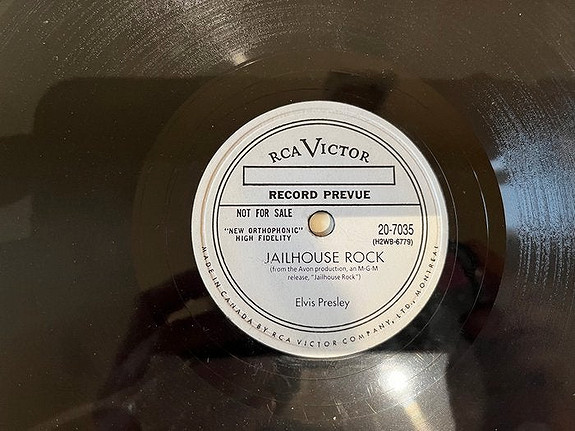 RCA VICTOR
RECORD PREVUE
NOT FOR SALE
"NEW ORTHOPHONIC"
HIGH FIDELITY
20-7035
(H2WB-6779)
JAILHOUSE ROCK
(from the Avon production, an M-G-M
release, "Jailhouse Rock")
Elvis Presley
MADE IN CANADA BY RCA VICTOR COMPANY, LTD., MONTREAL